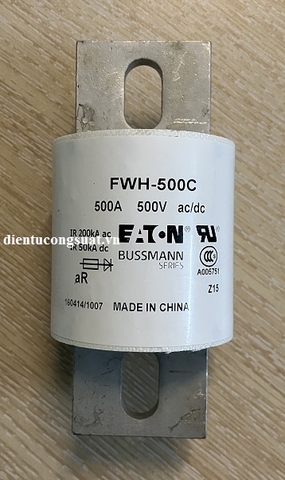 FWH-500C
500A 500V ac/dc
IR 200kA ac
IR 50kA dc
EATON
BUSSMANN
SERIES
aR
A005751
Z15
160414/1007 MADE IN CHINA
dientucongsuat.vn